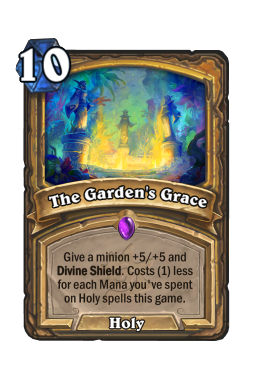 10
The Garden's Grace
Give a minion +5/+5 and
Divine Shield. Costs (1) less
for each Mana you've spent
on Holy spells this game.
Holy